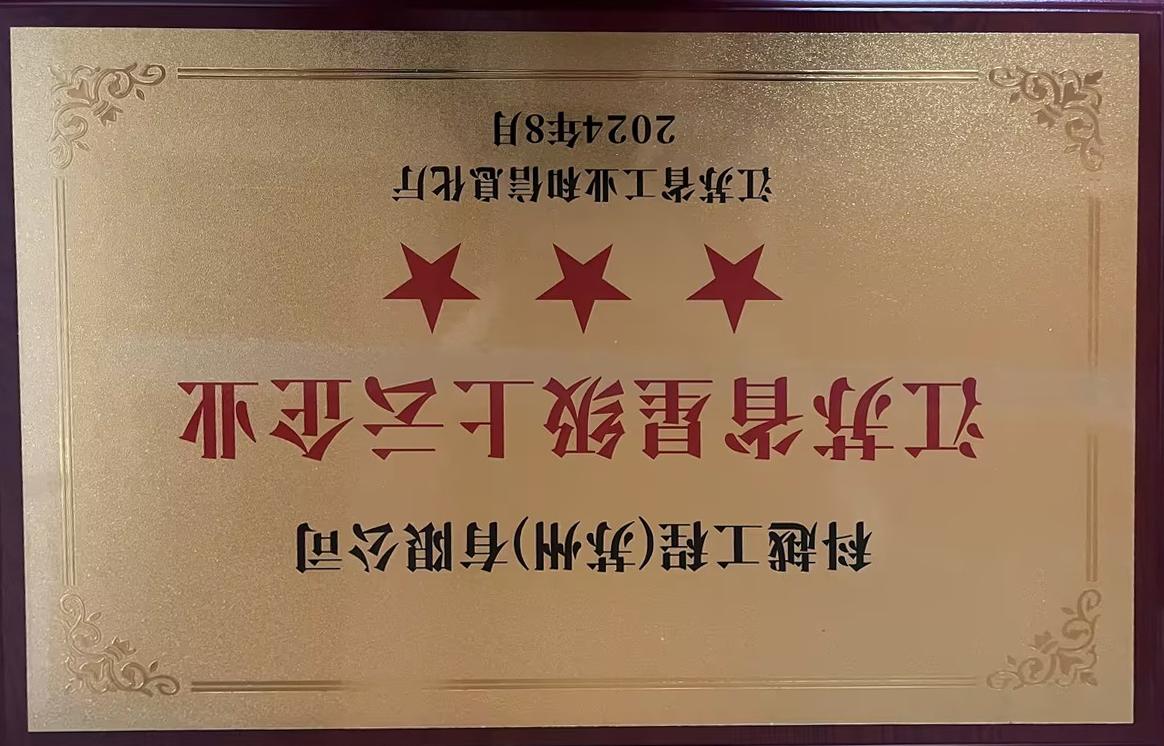 科越工程(苏州)有限公司
江苏省星级上云企业
★★★
江苏省工业和信息化厅
2024年8月